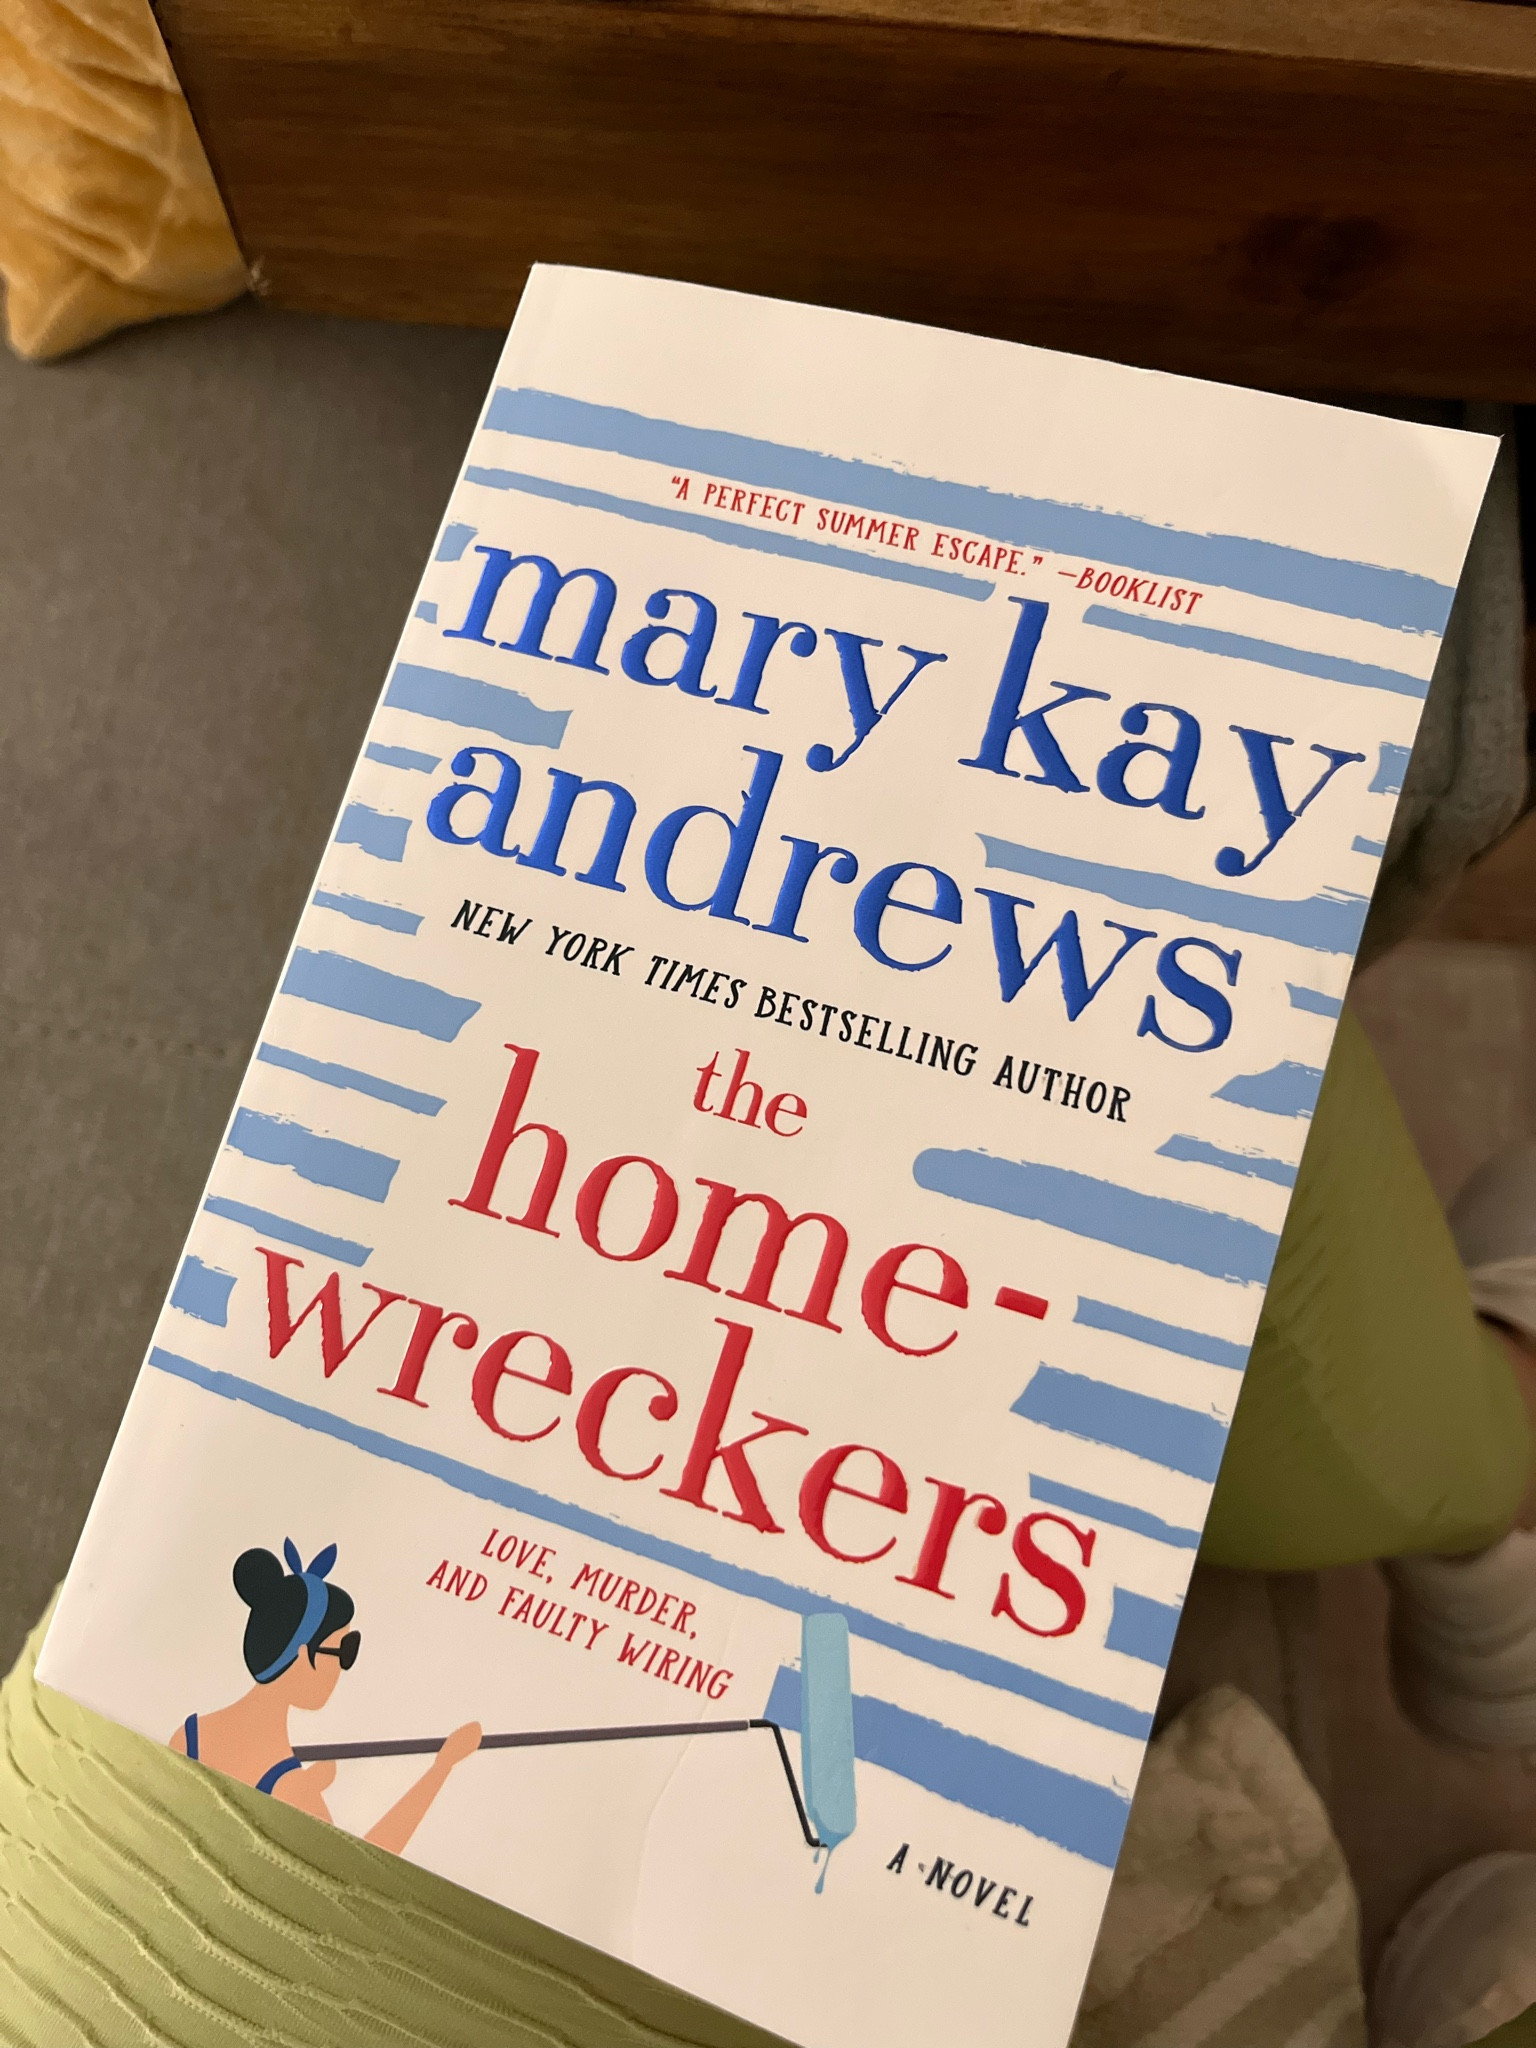 "A PERFECT SUMMER ESCAPE." —BOOKLIST
mary kay
andrews
NEW YORK TIMES BESTSELLING AUTHOR
the
home-
wreckers
LOVE, MURDER,
AND FAULTY WIRING
A NOVEL